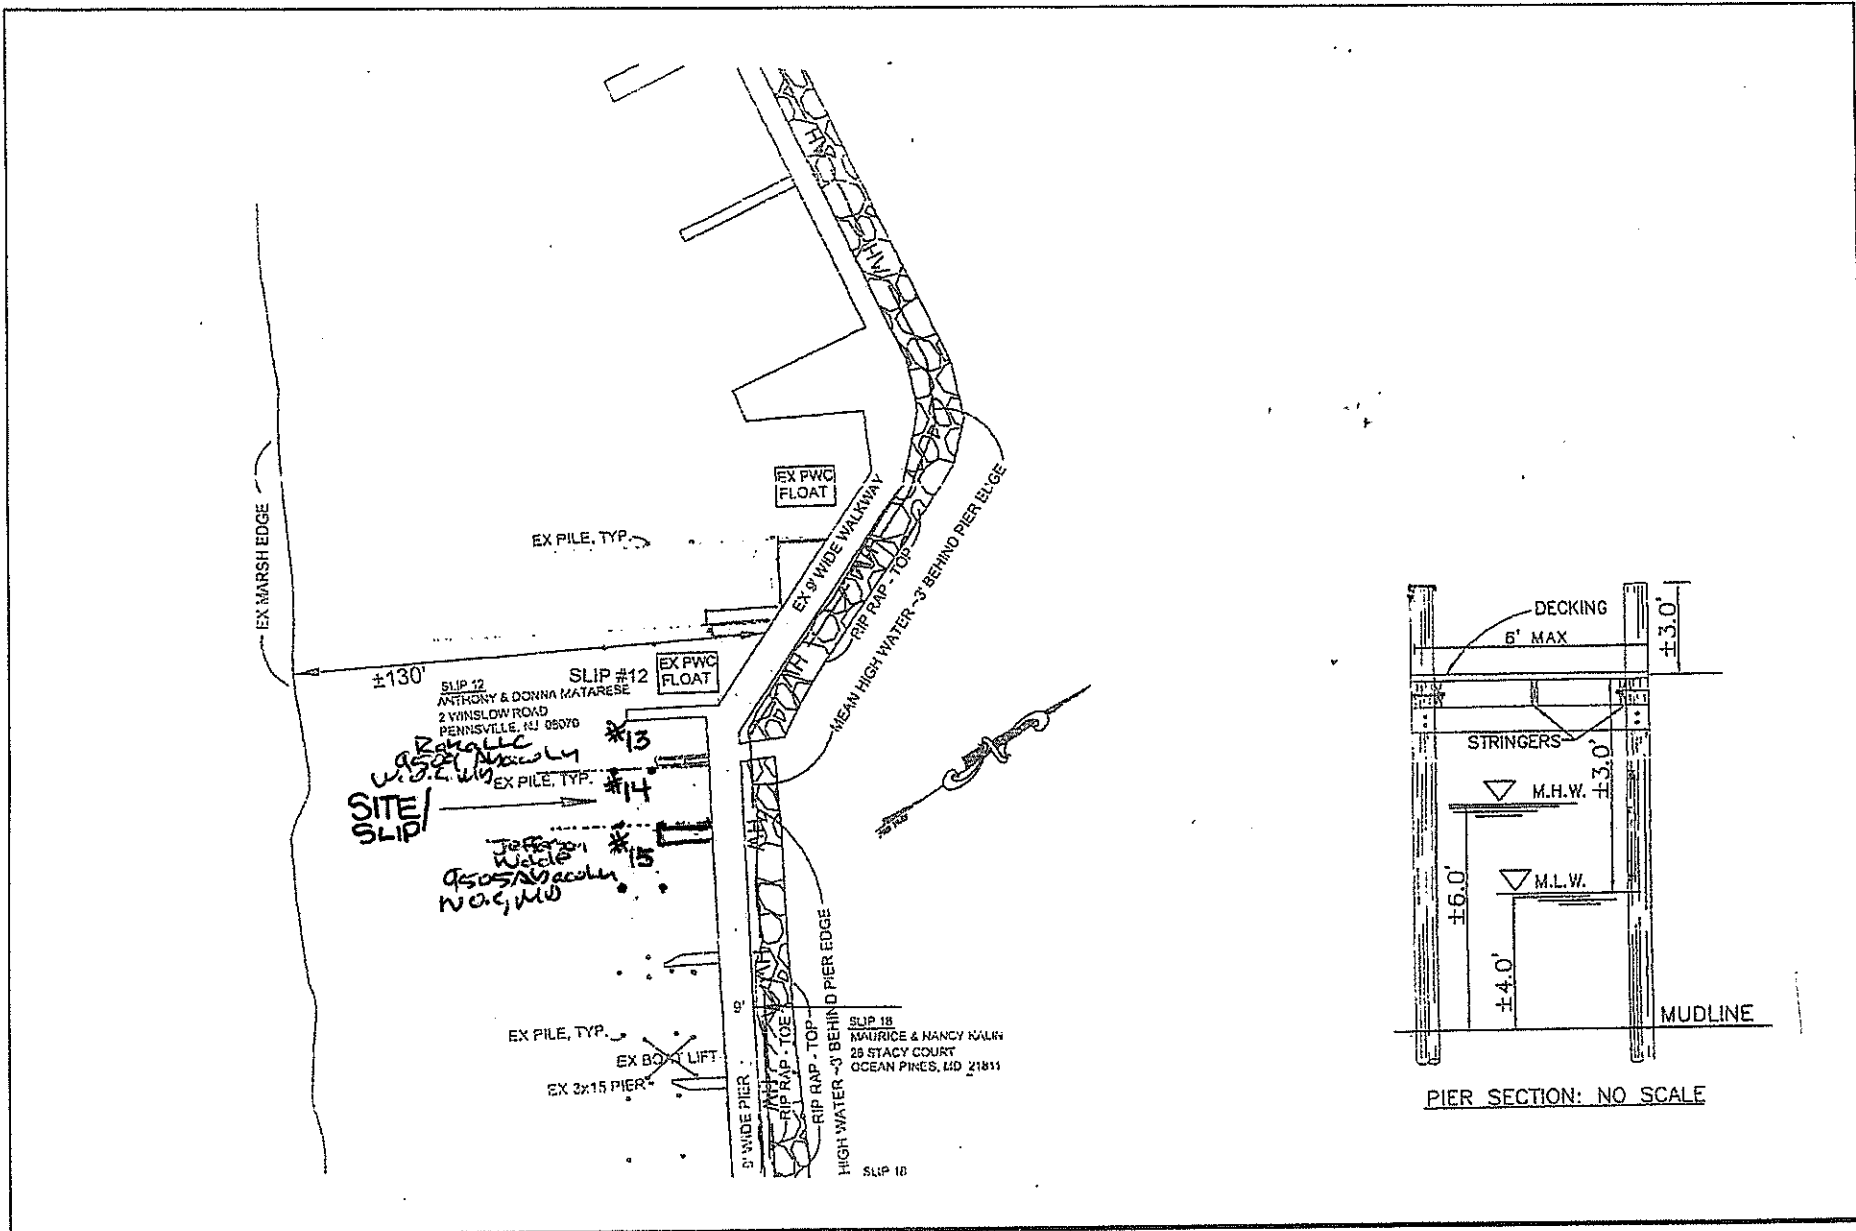 EX MARSH EDGE
EX PWC
FLOAT
EX PILE, TYP.
EX 9' WIDE WALKWAY
RIP RAP - TOP
MEAN HIGH WATER ~3' BEHIND PIER EDGE
±130'
SLIP #12
EX PWC
FLOAT
SLIP 12
ANTHONY & DONNA MATARESE
2 WINSLOW ROAD
PENNSVILLE, NJ 08070
#13
LLC
EX PILE, TYP.
#14
SITE/
SLIP
#15
Jefferson
9505
EX PILE, TYP.
EX BOAT LIFT
EX 3x15 PIER
9'
9' WIDE PIER
RIP RAP - TOE
RIP RAP - TOP
HIGH WATER ~3' BEHIND PIER EDGE
SLIP 18
MAURICE & NANCY KALIN
28 STACY COURT
OCEAN PINES, MD 21811
SLIP 18
DECKING
6' MAX
±3.0'
STRINGERS
±3.0'
M.H.W.
M.L.W.
±6.0'
±4.0'
MUDLINE
PIER SECTION: NO SCALE